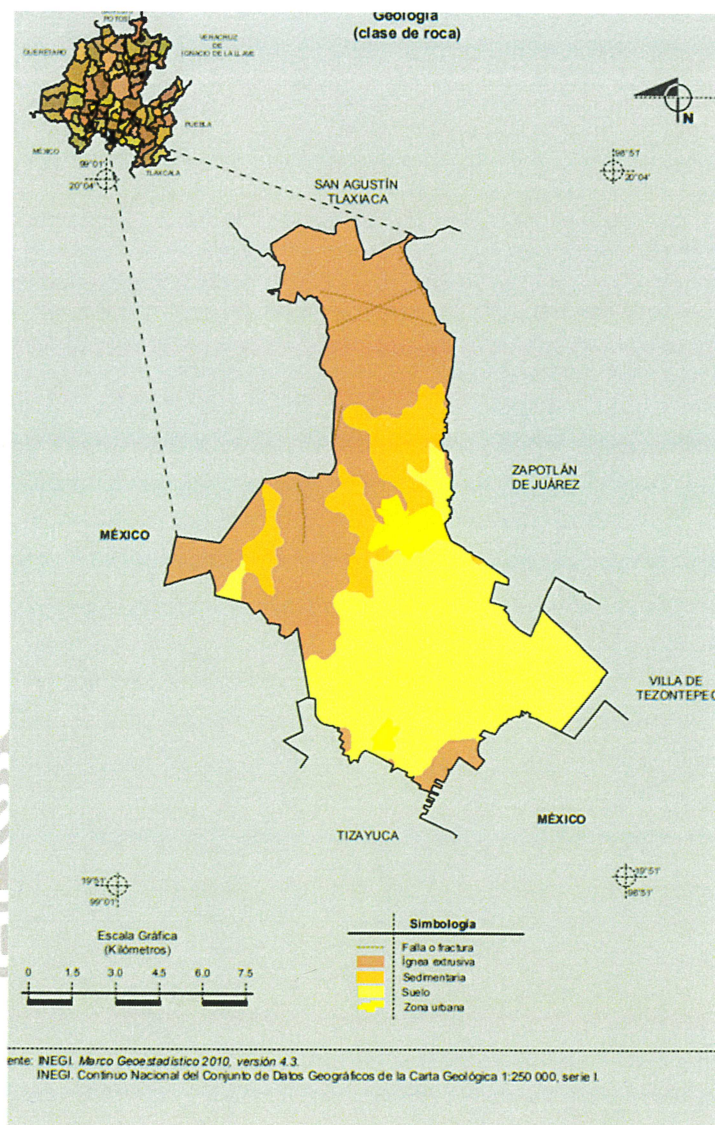 Geología
(clase de roca)
POTOSÍ
QUERÉTARO
VERACRUZ
DE
IGNACIO DE LA LLAVE
PUEBLA
MÉXICO
TLAXCALA
N
99°01'
20°04'
98°51'
20°04'
SAN AGUSTÍN
TLAXIACA
ZAPOTLÁN
DE JUÁREZ
MÉXICO
VILLA DE
TEZONTEPEC
MÉXICO
TIZAYUCA
19°51'
99°01'
19°51'
98°51'
Escala Gráfica
(Kilómetros)
0 1.5 3.0 4.5 6.0 7.5
Simbología
Falla o fractura
Ígnea extrusiva
Sedimentaria
Suelo
Zona urbana
ente: INEGI. Marco Geoestadístico 2010, versión 4.3.
INEGI. Continuo Nacional del Conjunto de Datos Geográficos de la Carta Geológica 1:250 000, serie I.